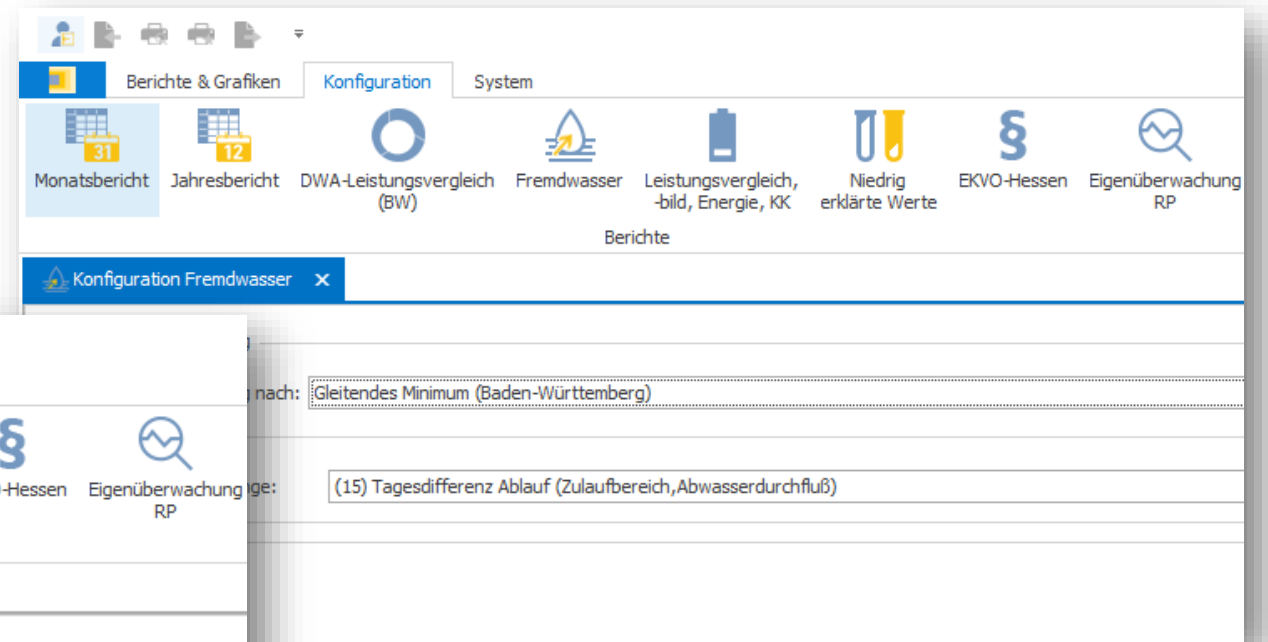 Berichte & Grafiken Konfiguration System
31 12 §
Monatsbericht Jahresbericht DWA-Leistungsvergleich (BW) Fremdwasser Leistungsvergleich, -bild, Energie, KK Niedrig erklärte Werte EKVO-Hessen Eigenüberwachung RP
Berichte
Konfiguration Fremdwasser
nach: Gleitendes Minimum (Baden-Württemberg)
§
-Hessen Eigenüberwachung RP
ge: (15) Tagesdifferenz Ablauf (Zulaufbereich,Abwasserdurchfluß)